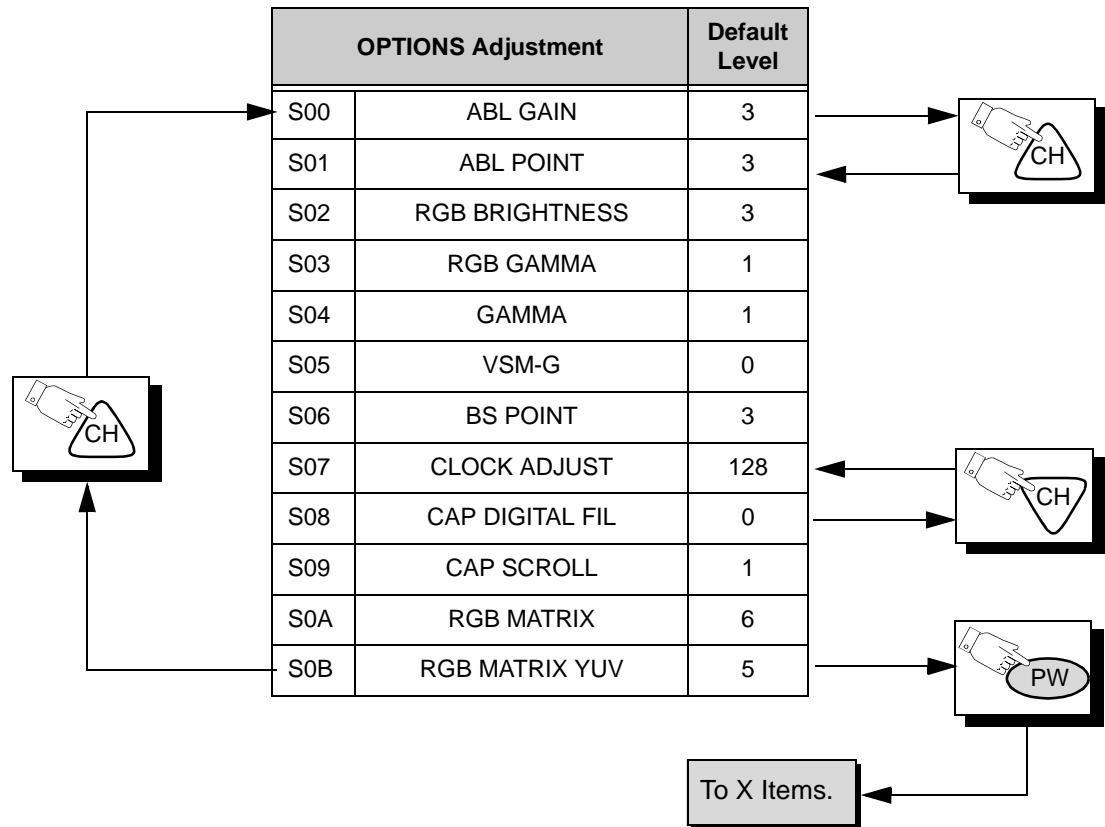 OPTIONS Adjustment Default Level
S00 ABL GAIN 3
S01 ABL POINT 3
S02 RGB BRIGHTNESS 3
S03 RGB GAMMA 1
S04 GAMMA 1
S05 VSM-G 0
S06 BS POINT 3
S07 CLOCK ADJUST 128
S08 CAP DIGITAL FIL 0
S09 CAP SCROLL 1
S0A RGB MATRIX 6
S0B RGB MATRIX YUV 5
CH
CH
CH
PW
To X Items.